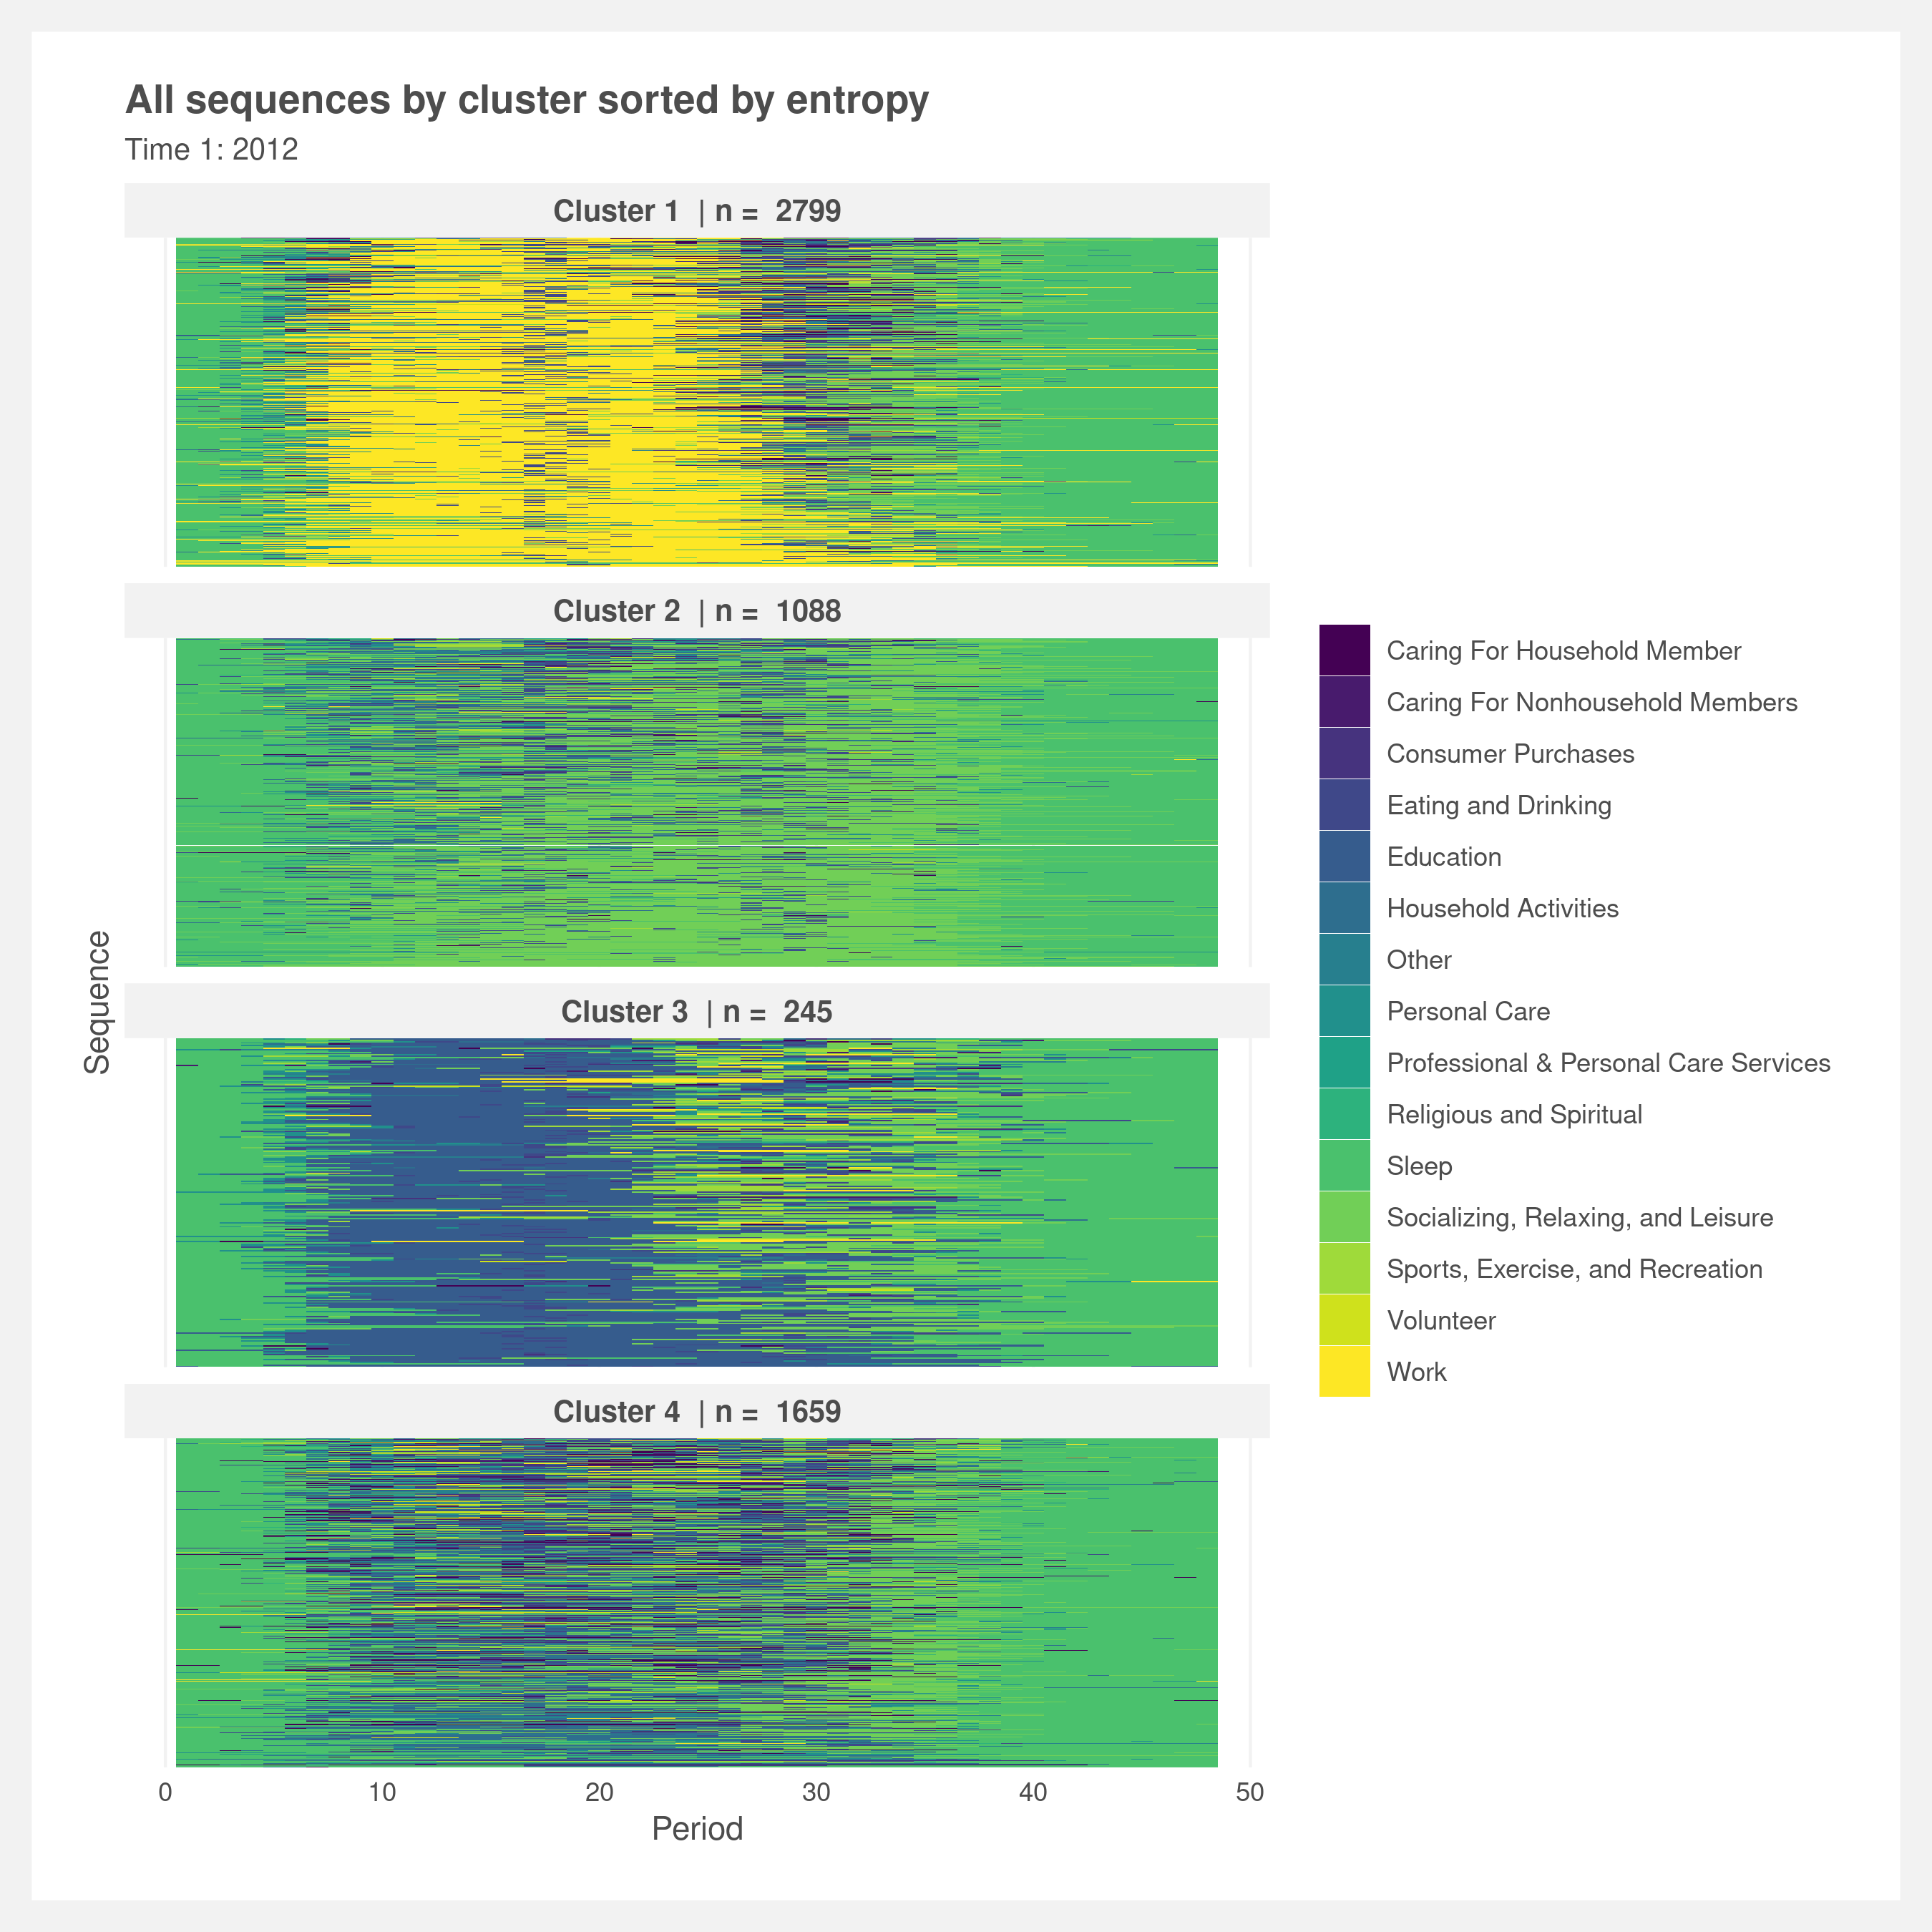 All sequences by cluster sorted by entropy
Time 1: 2012
Cluster 1 | n = 2799
Cluster 2 | n = 1088
Cluster 3 | n = 245
Cluster 4 | n = 1659
Sequence
0 10 20 30 40 50
Period
Caring For Household Member
Caring For Nonhousehold Members
Consumer Purchases
Eating and Drinking
Education
Household Activities
Other
Personal Care
Professional & Personal Care Services
Religious and Spiritual
Sleep
Socializing, Relaxing, and Leisure
Sports, Exercise, and Recreation
Volunteer
Work